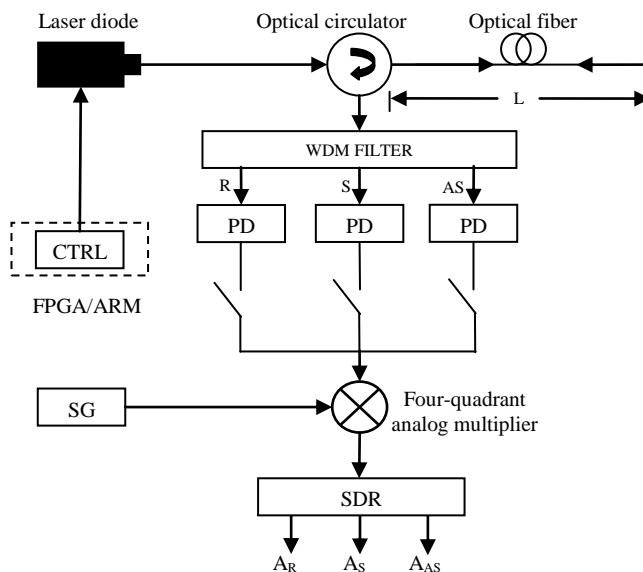 Laser diode
Optical circulator
Optical fiber
L
WDM FILTER
R
S
AS
PD
PD
PD
CTRL
FPGA/ARM
SG
Four-quadrant
analog multiplier
SDR
AR
AS
AAS